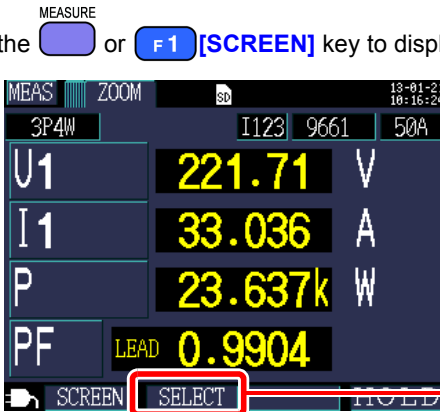 MEASURE
the or F1 [SCREEN] key to displ
MEAS ZOOM SD 13-01-2
10:16:2
3P4W I123 9661 50A
U1 221.71 V
I1 33.036 A
P 23.637k W
PF LEAD 0.9904
SCREEN SELECT HOLD